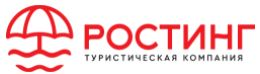 РОСТИНГ
ТУРИСТИЧЕСКАЯ КОМПАНИЯ